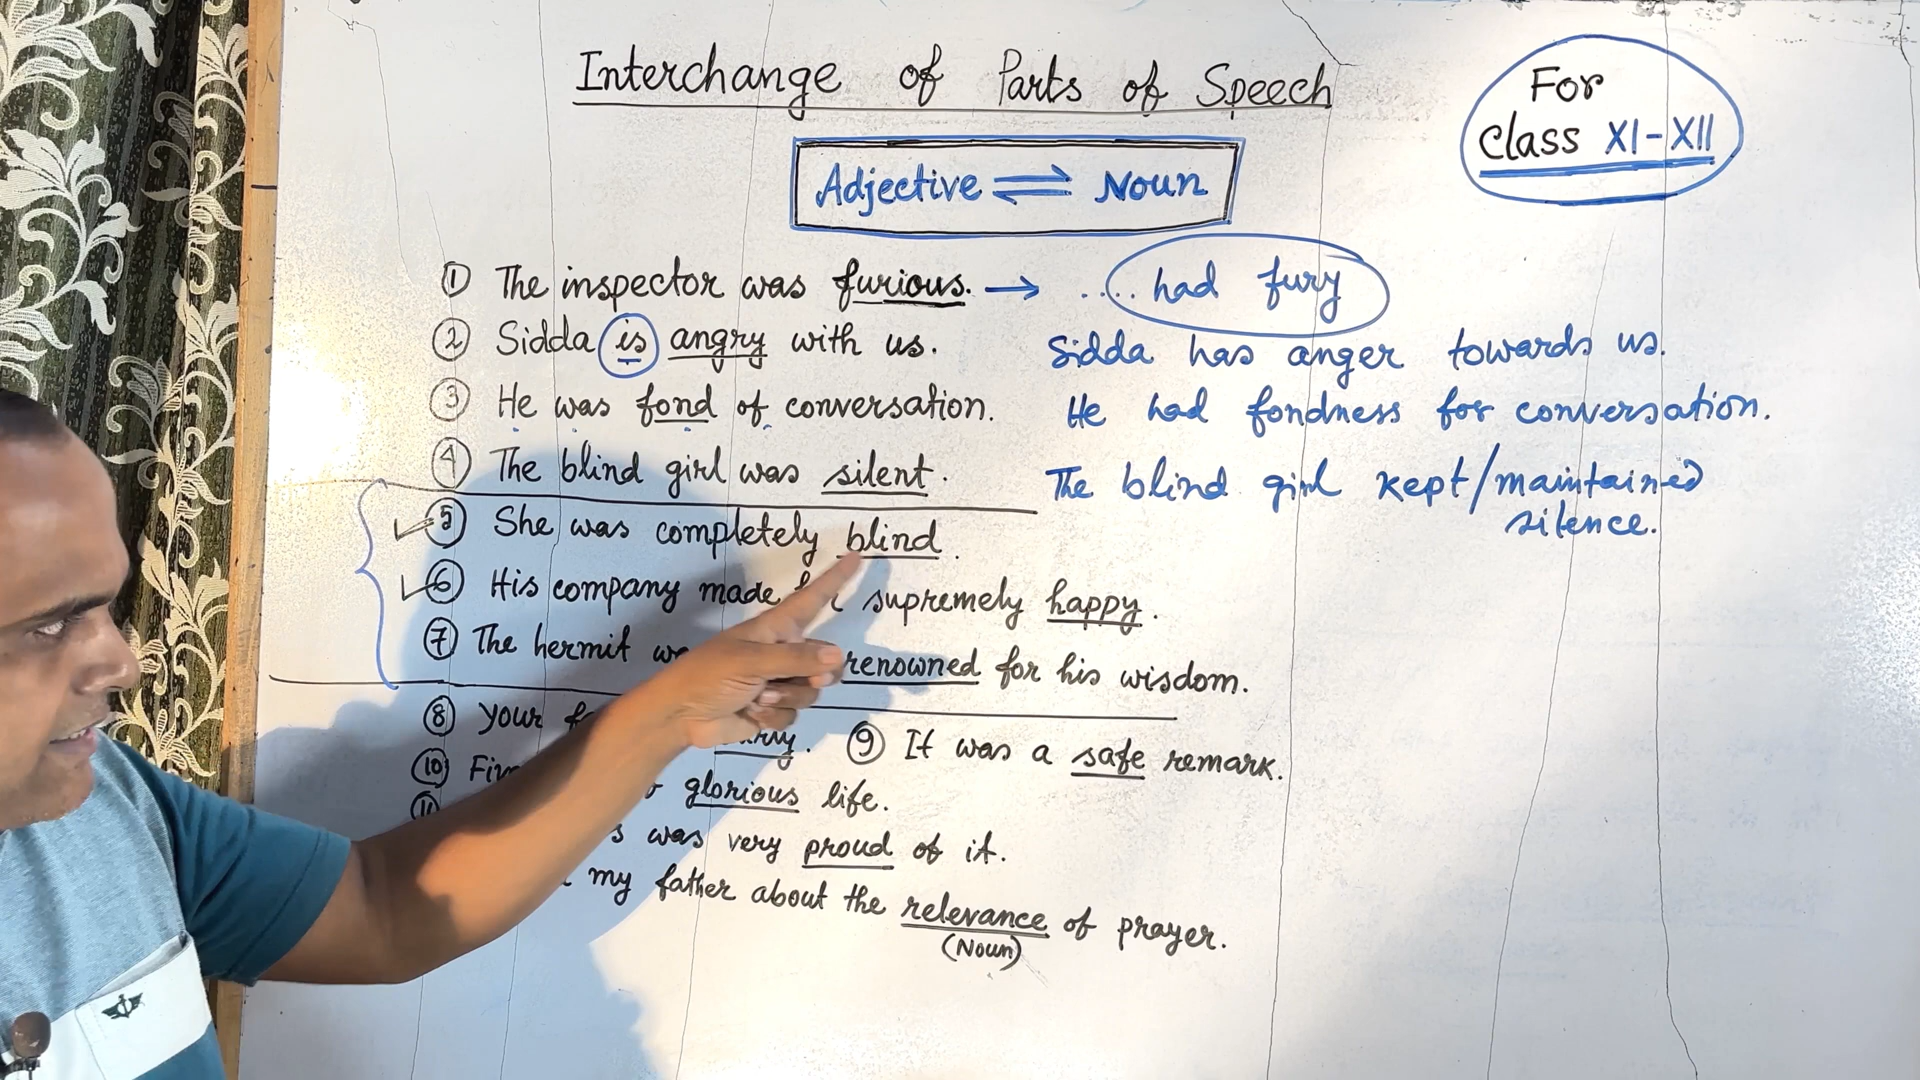 Interchange of Parts of Speech
For
Class XI-XII
Adjective ⇌ Noun
① The inspector was furious. → .... had fury
② Sidda is angry with us. Sidda has anger towards us.
③ He was fond of conversation. He had fondness for conversation.
④ The blind girl was silent. The blind girl kept/maintained
silence.
⑤ She was completely blind.
⑥ His company made supremely happy.
⑦ The hermit renowned for his wisdom.
⑧ Your ⑨ It was a safe remark.
⑩ glorious life.
⑪ was very proud of it.
my father about the relevance of prayer.
(Noun)